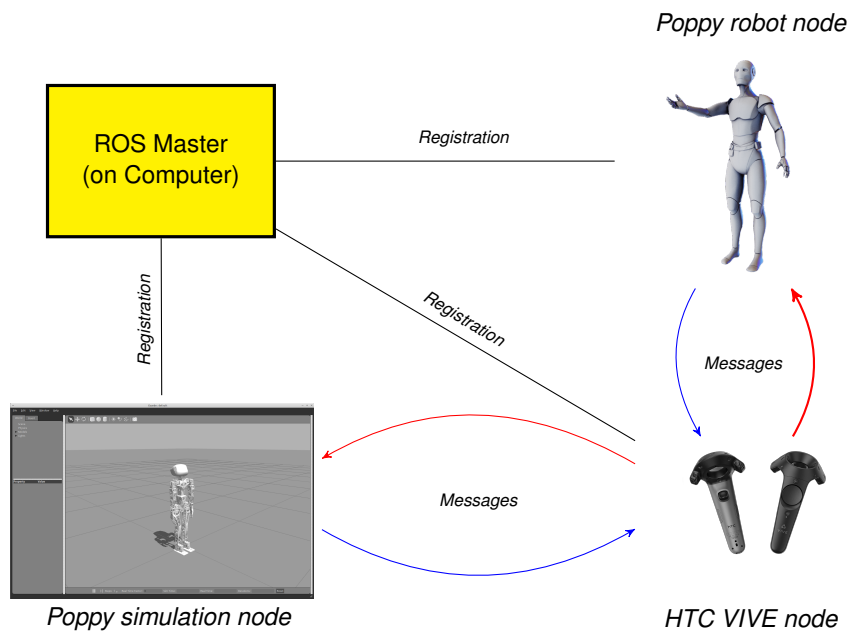 Poppy robot node
ROS Master
(on Computer)
Registration
Registration
Registration
Messages
Messages
Poppy simulation node
HTC VIVE node